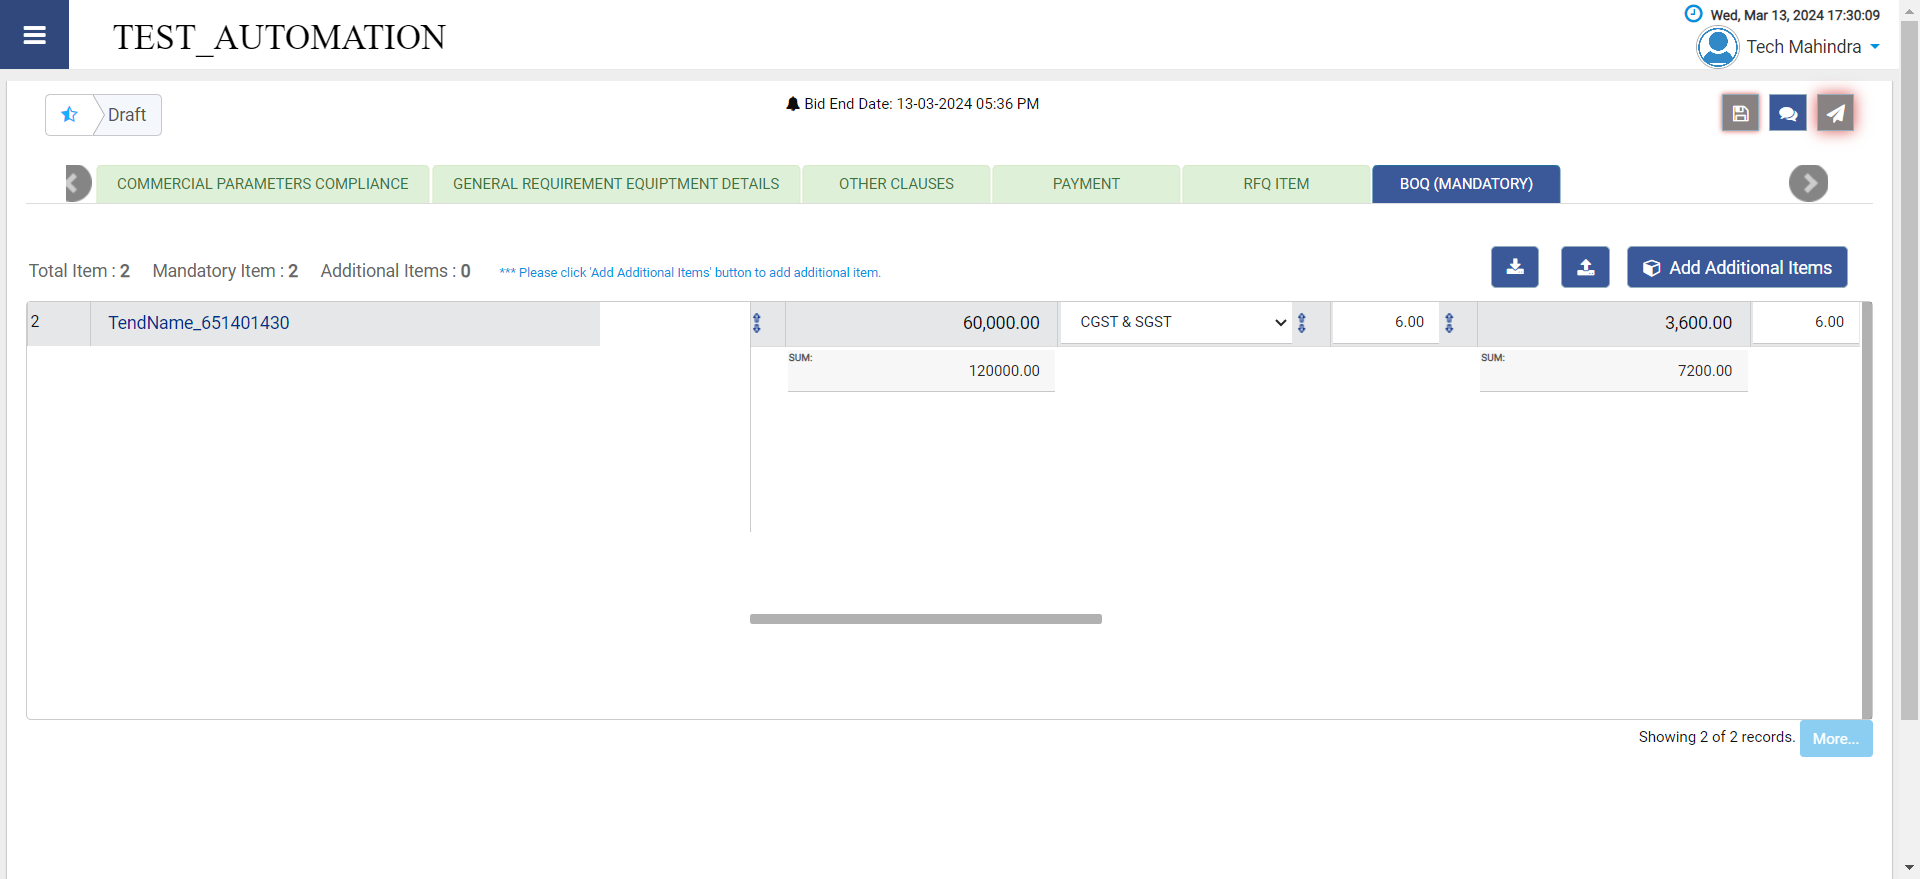 TEST_AUTOMATION
Wed, Mar 13, 2024 17:30:09
Tech Mahindra
Draft
Bid End Date: 13-03-2024 05:36 PM
COMMERCIAL PARAMETERS COMPLIANCE
GENERAL REQUIREMENT EQUIPTMENT DETAILS
OTHER CLAUSES
PAYMENT
RFQ ITEM
BOQ (MANDATORY)
Total Item : 2 Mandatory Item : 2 Additional Items : 0 *** Please click 'Add Additional Items' button to add additional item.
Add Additional Items
2 TendName_651401430 60,000.00 CGST & SGST 6.00 3,600.00 6.00
SUM: SUM:
120000.00 7200.00
Showing 2 of 2 records. More...